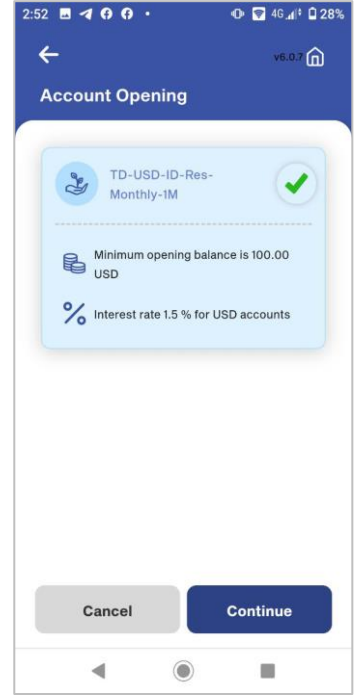 2:52 4G 28%
v6.0.7
Account Opening
TD-USD-ID-Res-
Monthly-1M
Minimum opening balance is 100.00
USD
Interest rate 1.5 % for USD accounts
Cancel Continue